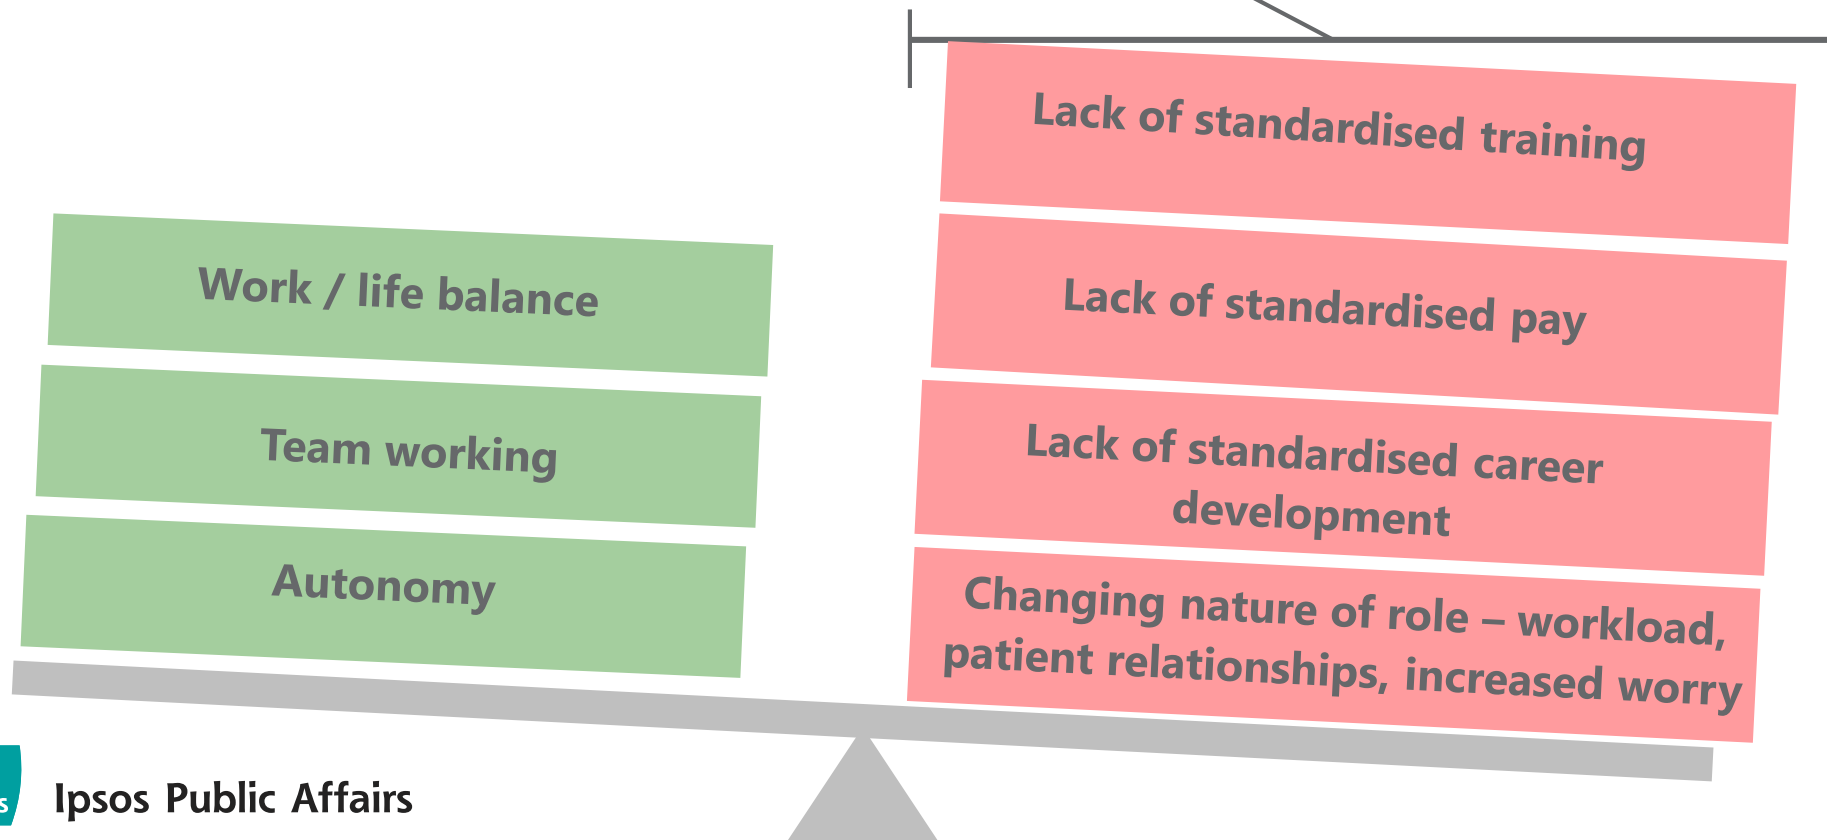 Work / life balance
Team working
Autonomy
Lack of standardised training
Lack of standardised pay
Lack of standardised career
development
Changing nature of role – workload,
patient relationships, increased worry
s
Ipsos Public Affairs